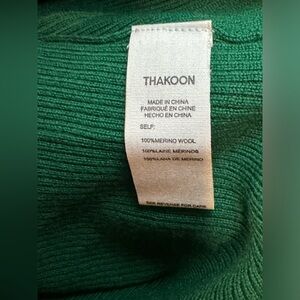 THAKOON
MADE IN CHINA
FABRIQUÉ EN CHINE
HECHO EN CHINA
SELF:
100%MERINO WOOL
100%LAINE MÉRINOS
100%LANA DE MERINO
SEE REVERSE FOR CARE